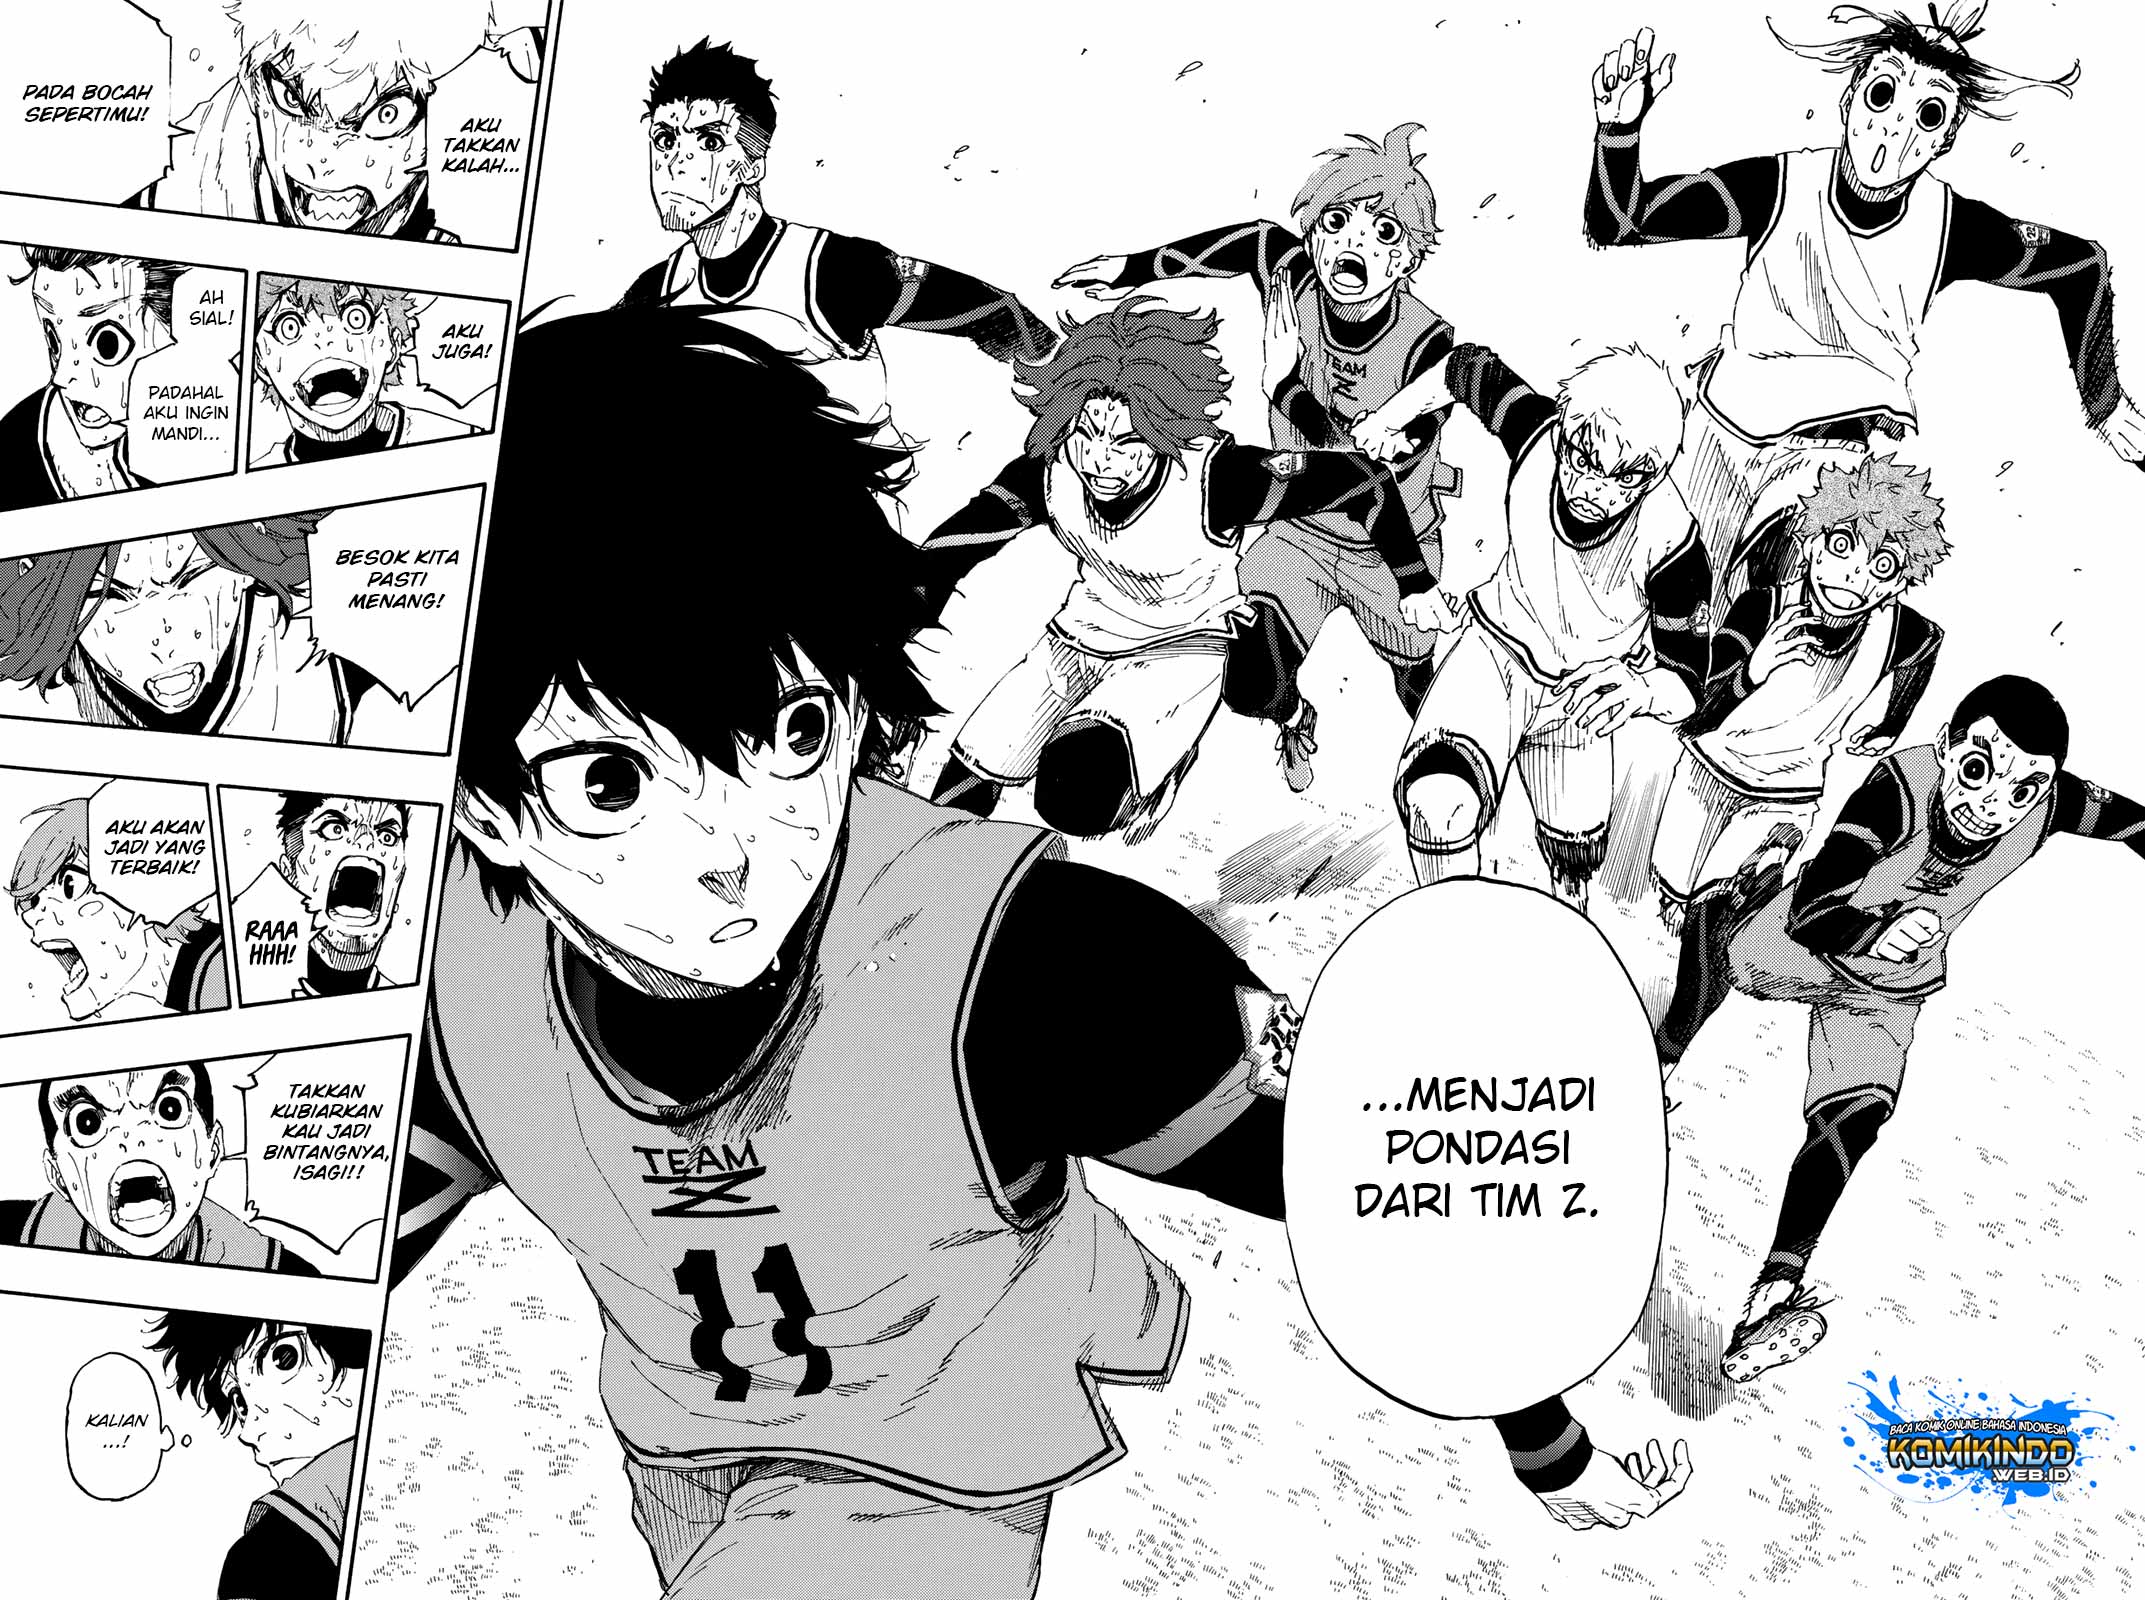 ...MENJADI
PONDASI
DARI TIM Z.
TEAM
Z
TEAM
Z
11
AKU
TAKKAN
KALAH...
PADA BOCAH
SEPERTIMU!
AKU
JUGA!
AH
SIAL!
PADAHAL
AKU INGIN
MANDI...
BESOK KITA
PASTI
MENANG!
RAAA
HHH!
AKU AKAN
JADI YANG
TERBAIK!
TAKKAN
KUBIARKAN
KAU JADI
BINTANGNYA,
ISAGI!!
KALIAN
...!
BACA KOMIK ONLINE BAHASA INDONESIA
KOMIKINDO
.WEB.ID